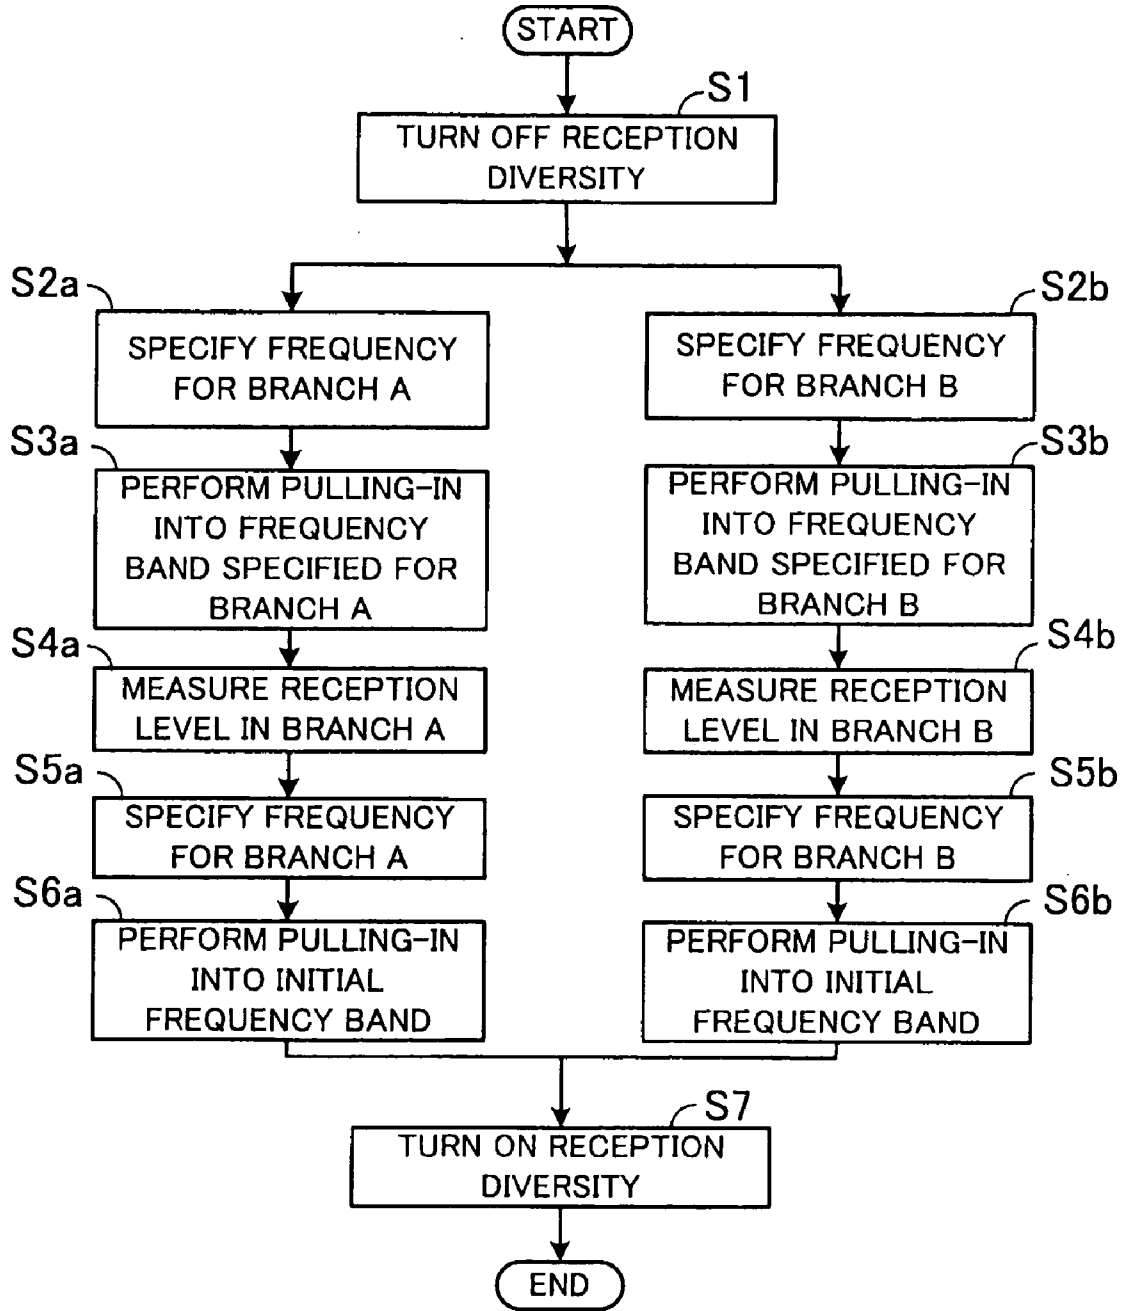 START
S1
TURN OFF RECEPTION
DIVERSITY
S2a
SPECIFY FREQUENCY
FOR BRANCH A
S3a
PERFORM PULLING-IN
INTO FREQUENCY
BAND SPECIFIED FOR
BRANCH A
S4a
MEASURE RECEPTION
LEVEL IN BRANCH A
S5a
SPECIFY FREQUENCY
FOR BRANCH A
S6a
PERFORM PULLING-IN
INTO INITIAL
FREQUENCY BAND
S2b
SPECIFY FREQUENCY
FOR BRANCH B
S3b
PERFORM PULLING-IN
INTO FREQUENCY
BAND SPECIFIED FOR
BRANCH B
S4b
MEASURE RECEPTION
LEVEL IN BRANCH B
S5b
SPECIFY FREQUENCY
FOR BRANCH B
S6b
PERFORM PULLING-IN
INTO INITIAL
FREQUENCY BAND
S7
TURN ON RECEPTION
DIVERSITY
END